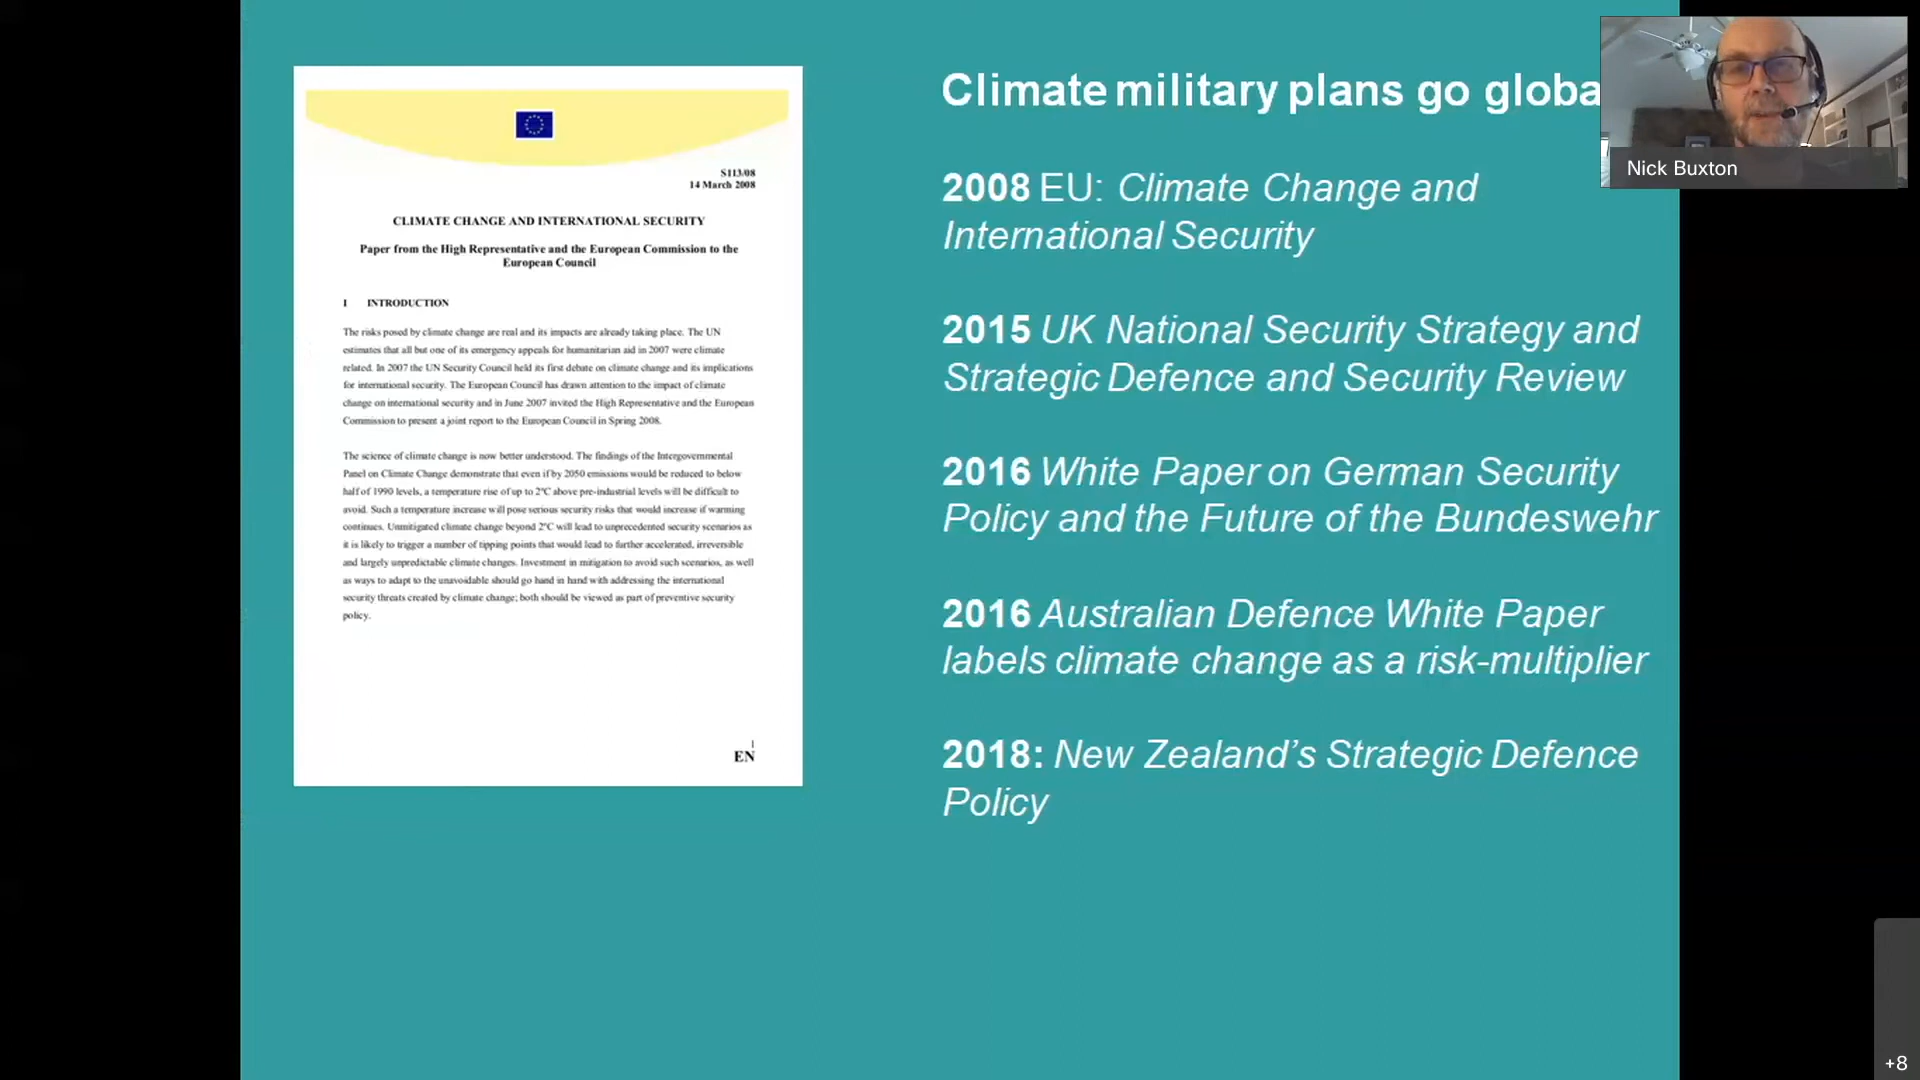 S113/08
14 March 2008
CLIMATE CHANGE AND INTERNATIONAL SECURITY
Paper from the High Representative and the European Commission to the
European Council
I INTRODUCTION
The risks posed by climate change are real and its impacts are already taking place. The UN
estimates that all but one of its emergency appeals for humanitarian aid in 2007 were climate
related. In 2007 the UN Security Council held its first debate on climate change and its implications
for international security. The European Council has drawn attention to the impact of climate
change on international security and in June 2007 invited the High Representative and the European
Commission to present a joint report to the European Council in Spring 2008.
The science of climate change is now better understood. The findings of the Intergovernmental
Panel on Climate Change demonstrate that even if by 2050 emissions would be reduced to below
half of 1990 levels, a temperature rise of up to 2°C above pre-industrial levels will be difficult to
avoid. Such a temperature increase will pose serious security risks that would increase if warming
continues. Unmitigated climate change beyond 2°C will lead to unprecedented security scenarios as
it is likely to trigger a number of tipping points that would lead to further accelerated, irreversible
and largely unpredictable climate changes. Investment in mitigation to avoid such scenarios, as well
as ways to adapt to the unavoidable should go hand in hand with addressing the international
security threats created by climate change; both should be viewed as part of preventive security
policy.
1
EN
Climate military plans go globa
2008 EU: Climate Change and
International Security
2015 UK National Security Strategy and
Strategic Defence and Security Review
2016 White Paper on German Security
Policy and the Future of the Bundeswehr
2016 Australian Defence White Paper
labels climate change as a risk-multiplier
2018: New Zealand’s Strategic Defence
Policy
Nick Buxton
+8